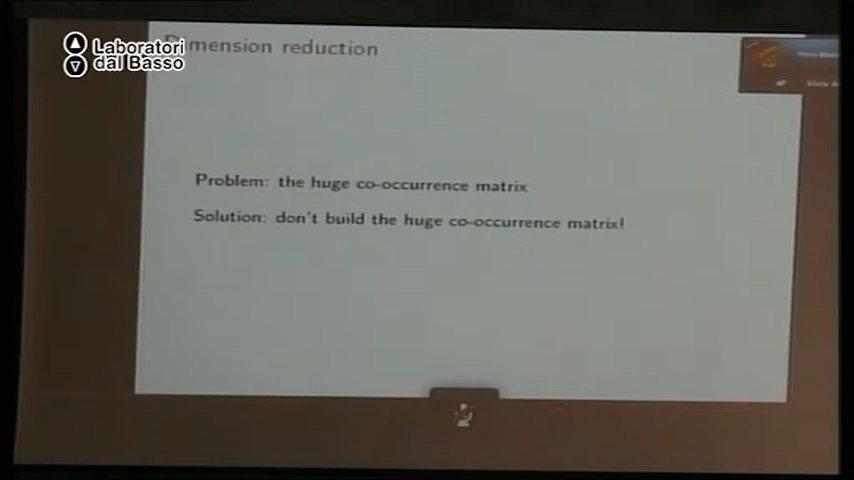 Laboratori
dal Basso
Dimension reduction
Problem: the huge co-occurrence matrix
Solution: don't build the huge co-occurrence matrix!